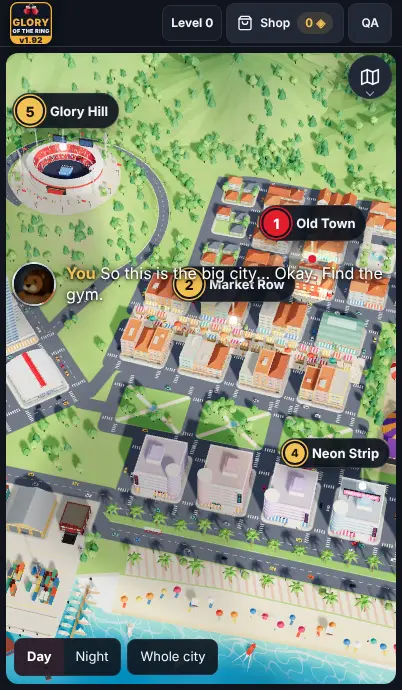 GLORY
OF THE RING
v1.92
Level 0
Shop
0
QA
5 Glory Hill
1 Old Town
You So this is the big city... Okay. Find the
gym.
2 Market Row
4 Neon Strip
Day
Night
Whole city